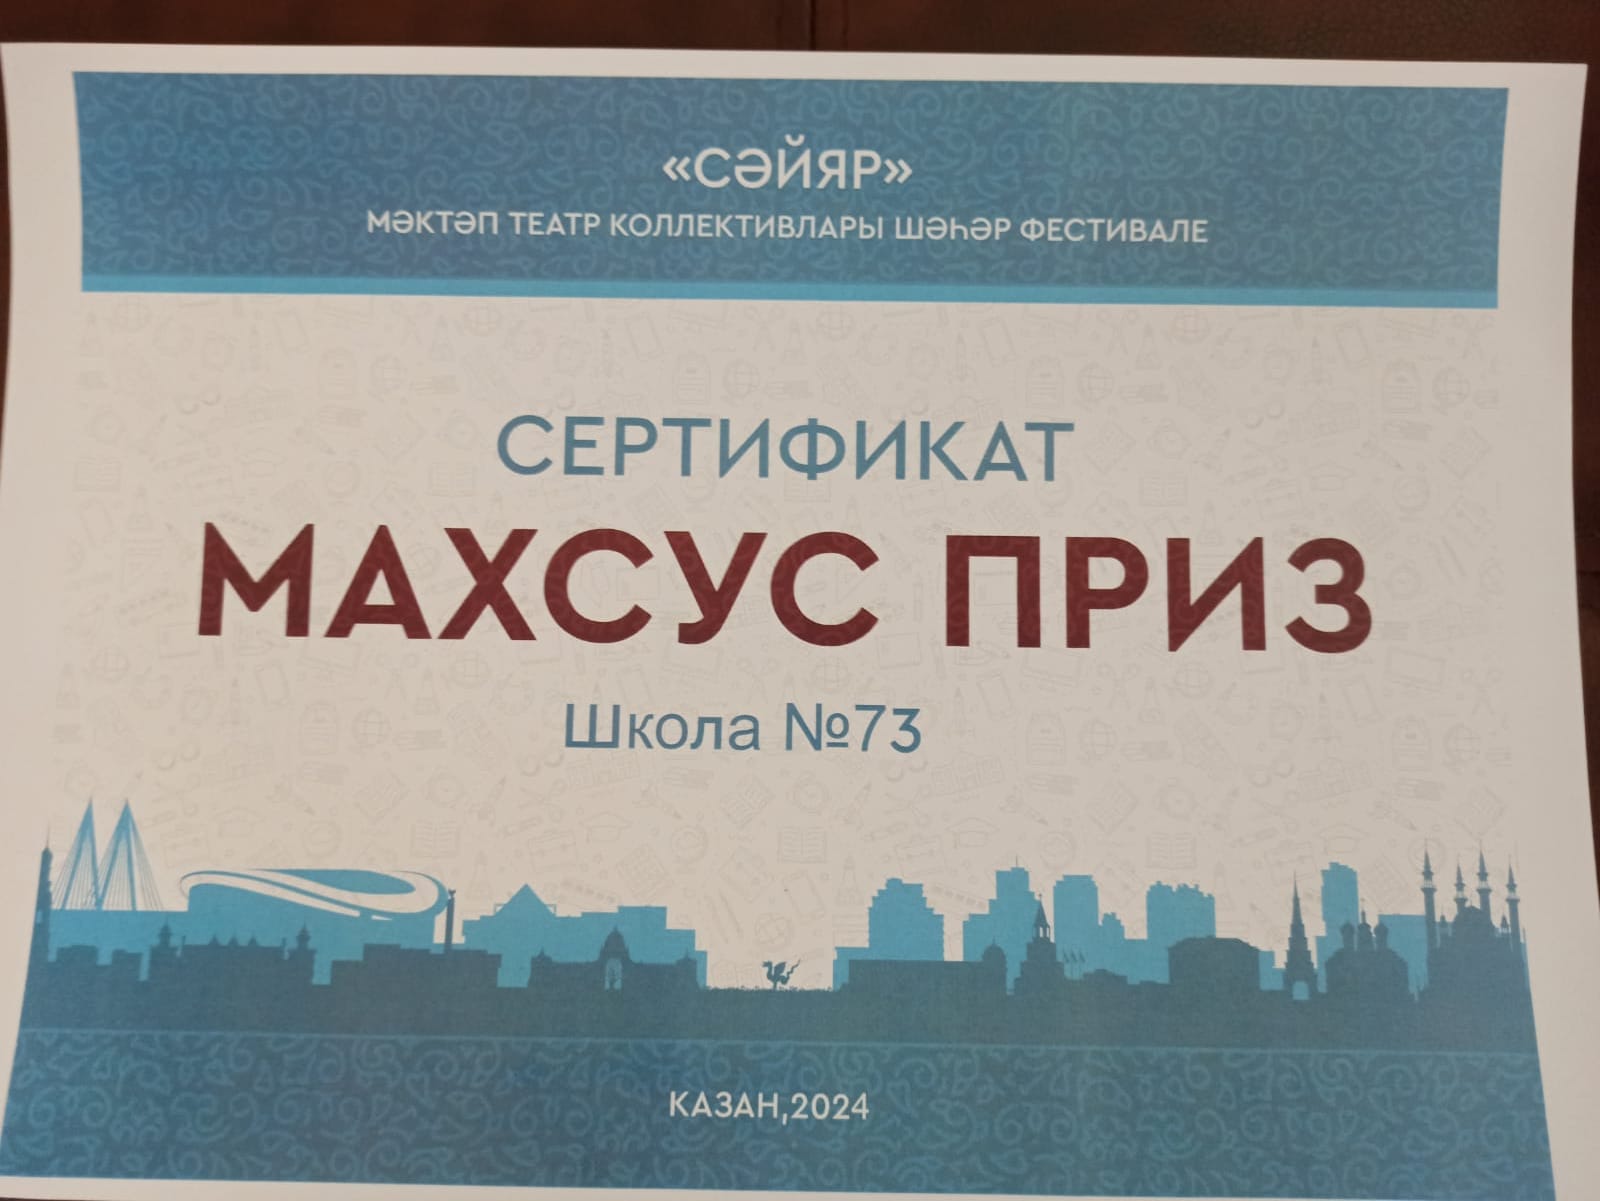 «СӘЙЯР»
МӘКТӘП ТЕАТР КОЛЛЕКТИВЛАРЫ ШӘҺӘР ФЕСТИВАЛЕ
СЕРТИФИКАТ
МАХСУС ПРИЗ
Школа №73
КАЗАН,2024